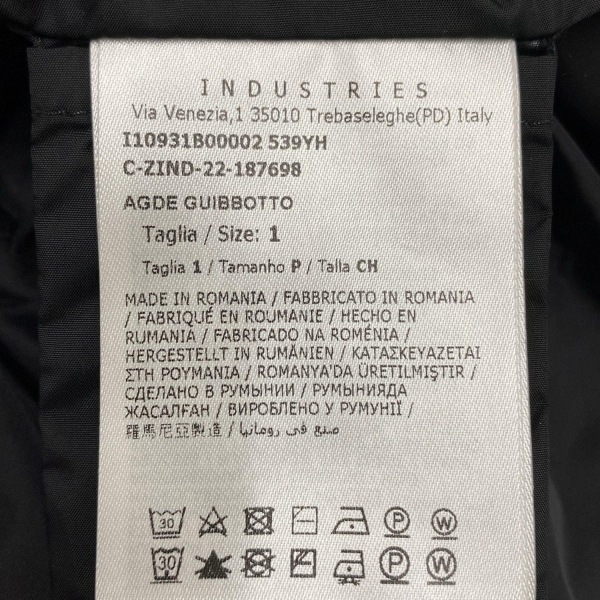 INDUSTRIES
Via Venezia,1 35010 Trebaseleghe(PD) Italy
I10931B00002 539YH
C-ZIND-22-187698
AGDE GUIBBOTTO
Taglia / Size: 1
Taglia 1 / Tamanho P / Talla CH
MADE IN ROMANIA / FABBRICATO IN ROMANIA
/ FABRIQUÉ EN ROUMANIE / HECHO EN
RUMANIA / FABRICADO NA ROMÉNIA /
HERGESTELLT IN RUMÄNIEN / ΚΑΤΑΣΚΕΥΑΖΕΤΑΙ
ΣΤΗ ΡΟΥΜΑΝΙΑ / ROMANYA'DA ÜRETILMIŞTIR /
СДЕЛАНО В РУМЫНИИ / РУМЫНИЯДА
ЖАСАЛҒАН / ВИРОБЛЕНО У РУМУНІЇ /
羅馬尼亞製造 / صنع في رومانيا
30 P W
30 P W